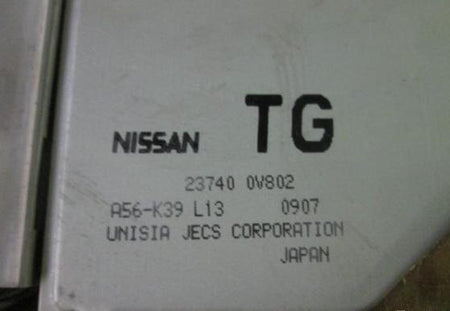 NISSAN TG
23740 0V802
A56-K39 L13 0907
UNISIA JECS CORPORATION
JAPAN